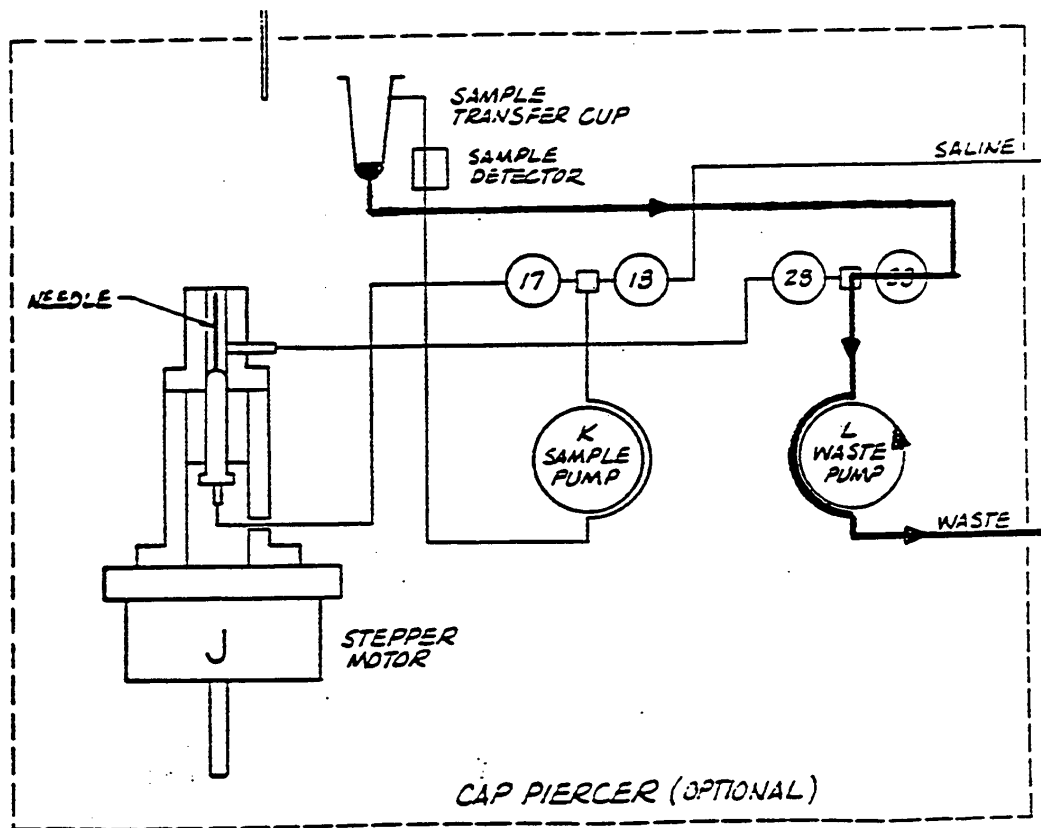 SAMPLE
TRANSFER CUP
SAMPLE
DETECTOR
SALINE
17
18
28
NEEDLE
K
SAMPLE
PUMP
L
WASTE
PUMP
WASTE
J
STEPPER
MOTOR
CAP PIERCER (OPTIONAL)